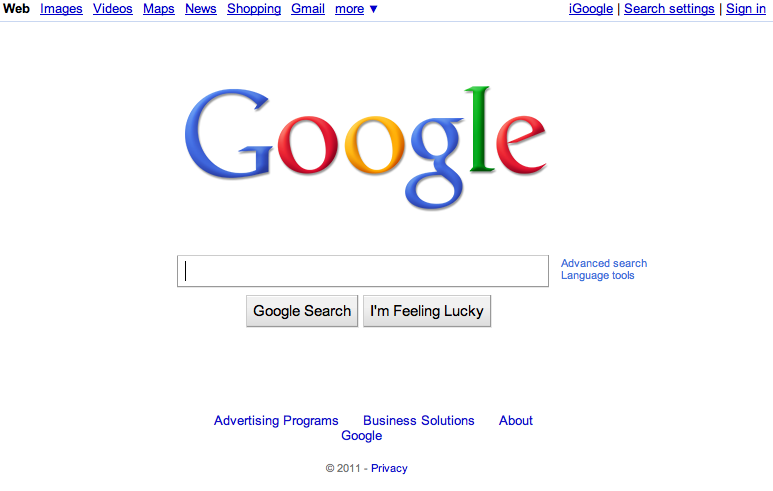 Web Images Videos Maps News Shopping Gmail more ▼ iGoogle | Search settings | Sign in
Google
Advanced search
Language tools
Google Search I'm Feeling Lucky
Advertising Programs Business Solutions About
Google
© 2011 - Privacy